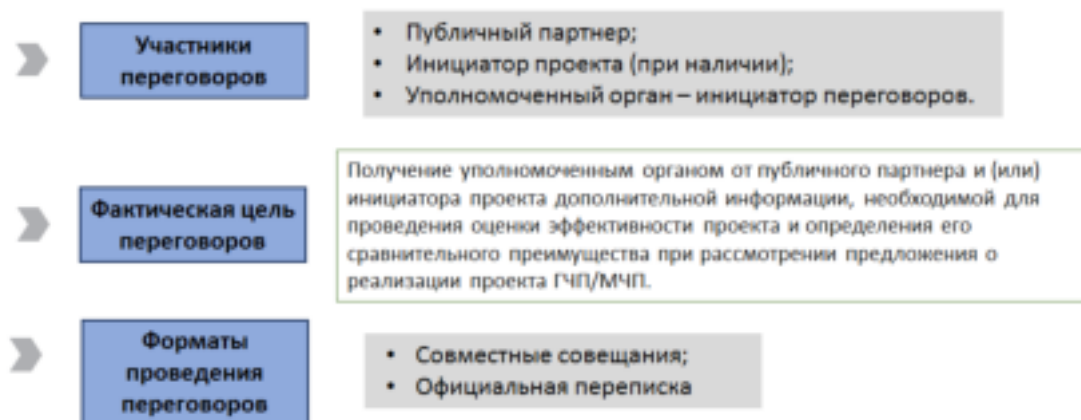 Участники
переговоров
• Публичный партнер;
• Инициатор проекта (при наличии);
• Уполномоченный орган – инициатор переговоров.
Фактическая цель
переговоров
Получение уполномоченным органом от публичного партнера и (или)
инициатора проекта дополнительной информации, необходимой для
проведения оценки эффективности проекта и определения его
сравнительного преимущества при рассмотрении предложения о
реализации проекта ГЧП/МЧП.
Форматы
проведения
переговоров
• Совместные совещания;
• Официальная переписка